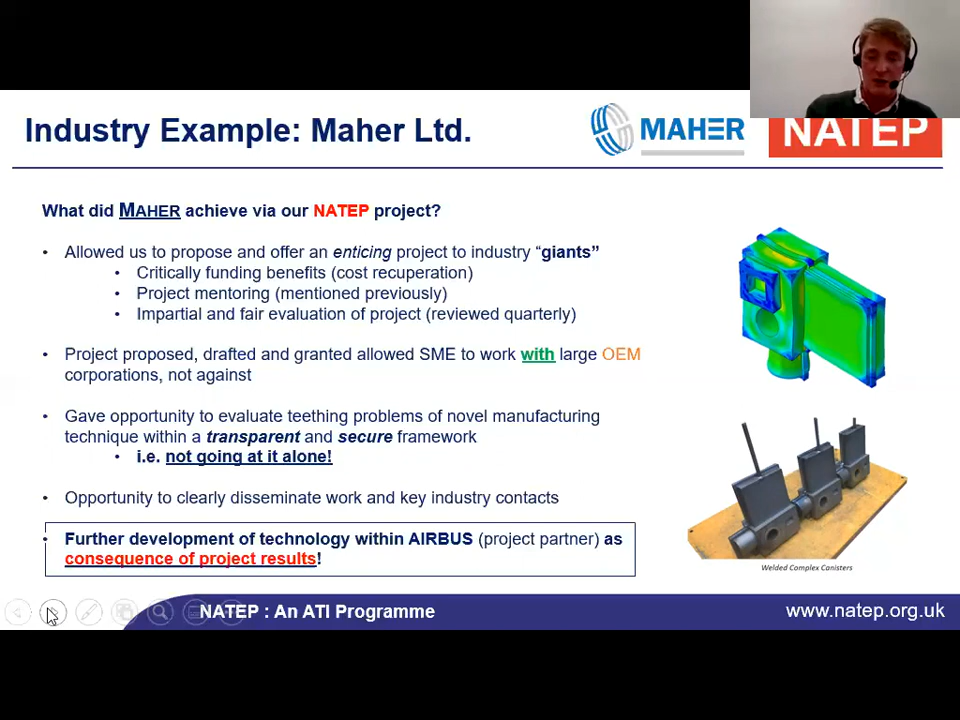 Industry Example: Maher Ltd.
MAHER
NATEP
What did MAHER achieve via our NATEP project?
• Allowed us to propose and offer an enticing project to industry “giants”
• Critically funding benefits (cost recuperation)
• Project mentoring (mentioned previously)
• Impartial and fair evaluation of project (reviewed quarterly)
• Project proposed, drafted and granted allowed SME to work with large OEM
corporations, not against
• Gave opportunity to evaluate teething problems of novel manufacturing
technique within a transparent and secure framework
• i.e. not going at it alone!
• Opportunity to clearly disseminate work and key industry contacts
• Further development of technology within AIRBUS (project partner) as
consequence of project results!
Welded Complex Canisters
NATEP : An ATI Programme
www.natep.org.uk